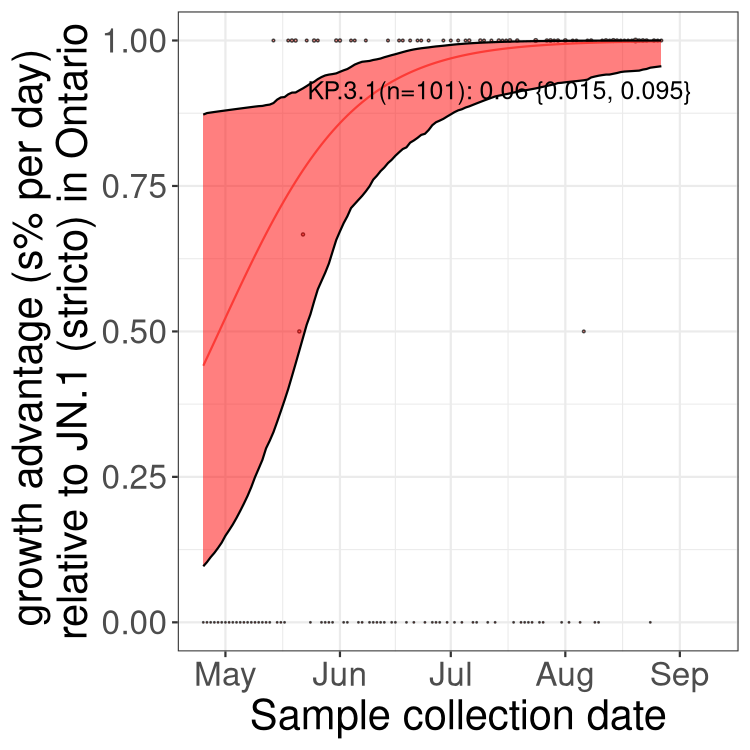 growth advantage (s% per day)
relative to JN.1 (stricto) in Ontario
1.00
0.75
0.50
0.25
0.00
KP.3.1(n=101): 0.06 {0.015, 0.095}
May Jun Jul Aug Sep
Sample collection date